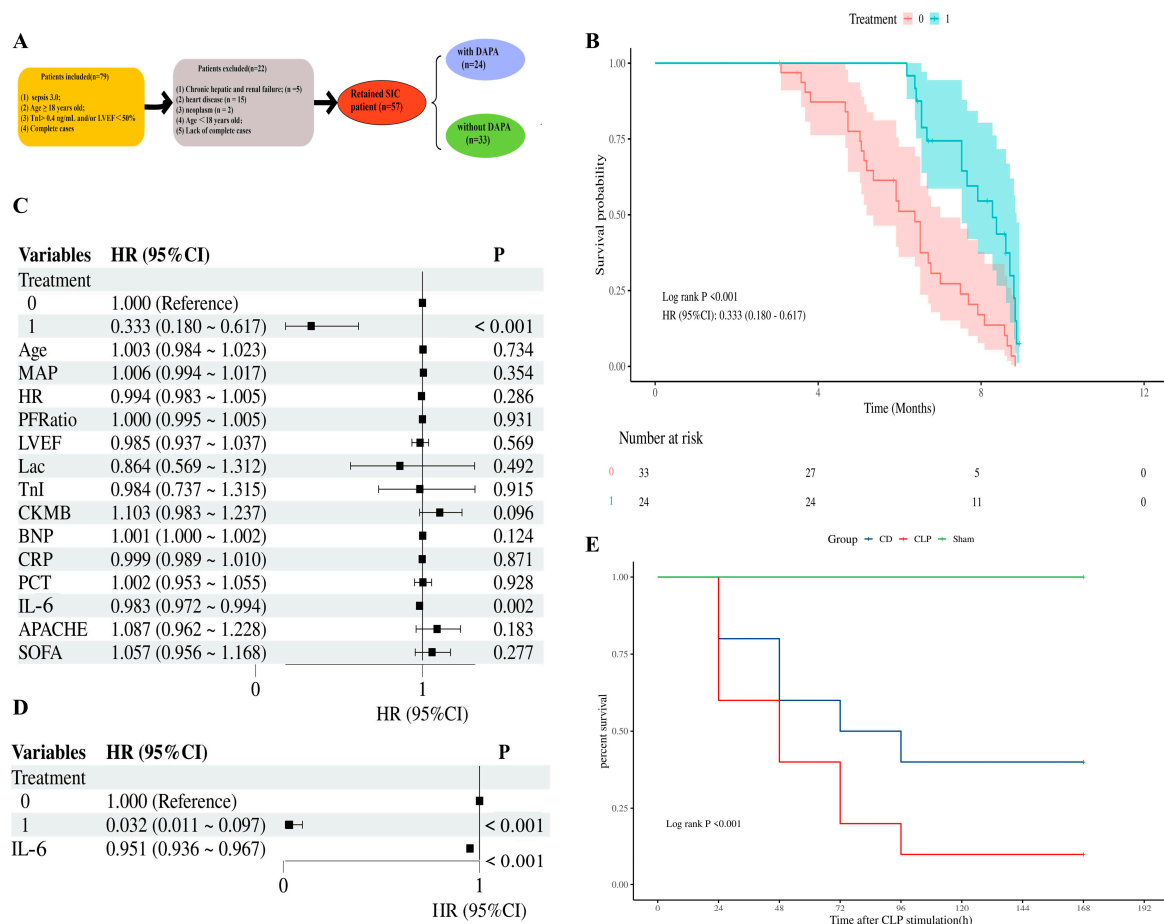 A
Patients included(n=79)
(1) sepsis 3.0;
(2) Age ≥ 18 years old;
(3) TnI> 0.4 ng/mL and/or LVEF<50%
(4) Complete cases
Patients excluded(n=22)
(1) Chronic hepatic and renal failure; (n =5)
(2) heart disease (n = 15)
(3) neoplasm (n = 2)
(4) Age <18 years old;
(5) Lack of complete cases
Retained SIC
patient (n=57)
with DAPA
(n=24)
without DAPA
(n=33)
B
Treatment 0 1
Survival probability
1.00
0.75
0.50
0.25
0.00
Log rank P <0.001
HR (95%CI): 0.333 (0.180 - 0.617)
0 4 8 12
Time (Months)
Number at risk
0 33 27 5 0
1 24 24 11 0
C
Variables HR (95%CI) P
Treatment
0 1.000 (Reference)
1 0.333 (0.180 ~ 0.617) < 0.001
Age 1.003 (0.984 ~ 1.023) 0.734
MAP 1.006 (0.994 ~ 1.017) 0.354
HR 0.994 (0.983 ~ 1.005) 0.286
PFRatio 1.000 (0.995 ~ 1.005) 0.931
LVEF 0.985 (0.937 ~ 1.037) 0.569
Lac 0.864 (0.569 ~ 1.312) 0.492
TnI 0.984 (0.737 ~ 1.315) 0.915
CKMB 1.103 (0.983 ~ 1.237) 0.096
BNP 1.001 (1.000 ~ 1.002) 0.124
CRP 0.999 (0.989 ~ 1.010) 0.871
PCT 1.002 (0.953 ~ 1.055) 0.928
IL-6 0.983 (0.972 ~ 0.994) 0.002
APACHE 1.087 (0.962 ~ 1.228) 0.183
SOFA 1.057 (0.956 ~ 1.168) 0.277
0 1
HR (95%CI)
D
Variables HR (95%CI) P
Treatment
0 1.000 (Reference)
1 0.032 (0.011 ~ 0.097) < 0.001
IL-6 0.951 (0.936 ~ 0.967) < 0.001
0 1
HR (95%CI)
E
Group CD CLP Sham
percent survival
1.00
0.75
0.50
0.25
0.00
Log rank P <0.001
0 24 48 72 96 120 144 168 192
Time after CLP stimulation(h)